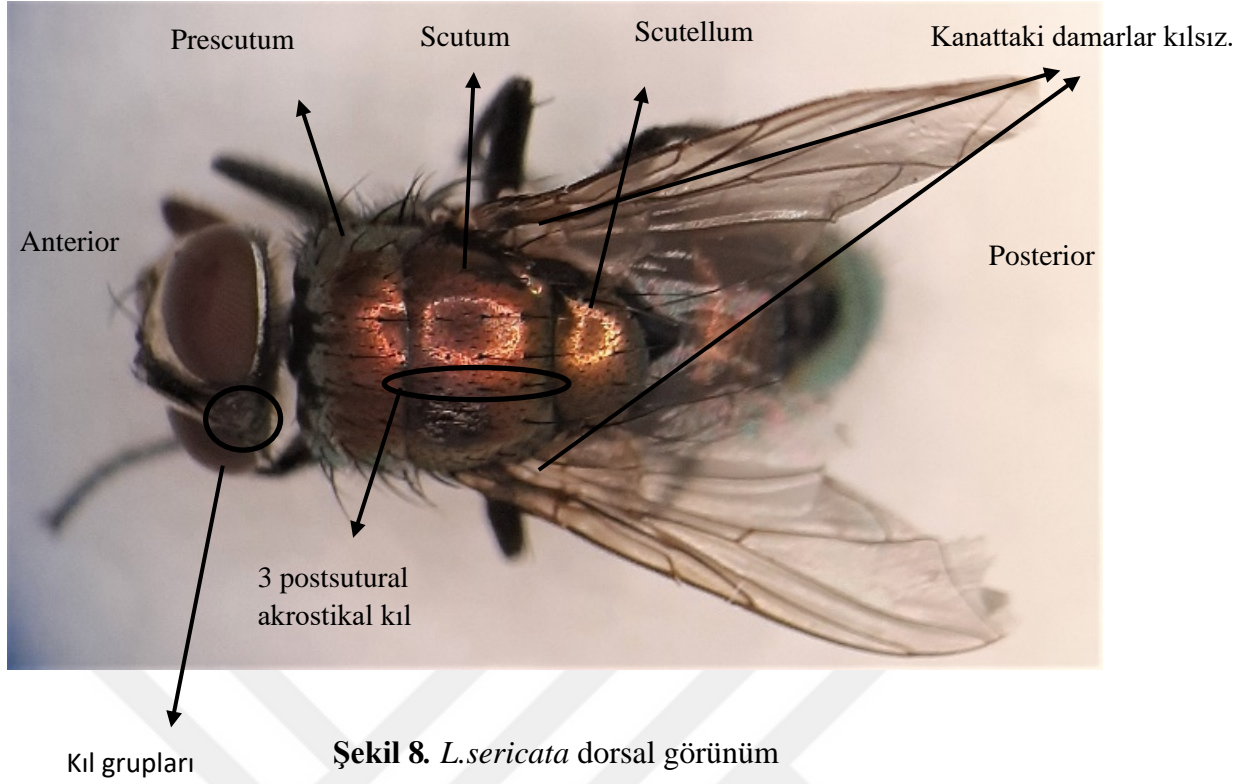 Prescutum
Scutum
Scutellum
Kanattaki damarlar kılsız.
Anterior
Posterior
3 postsutural
akrostikal kıl
Kıl grupları
Şekil 8. L.sericata dorsal görünüm